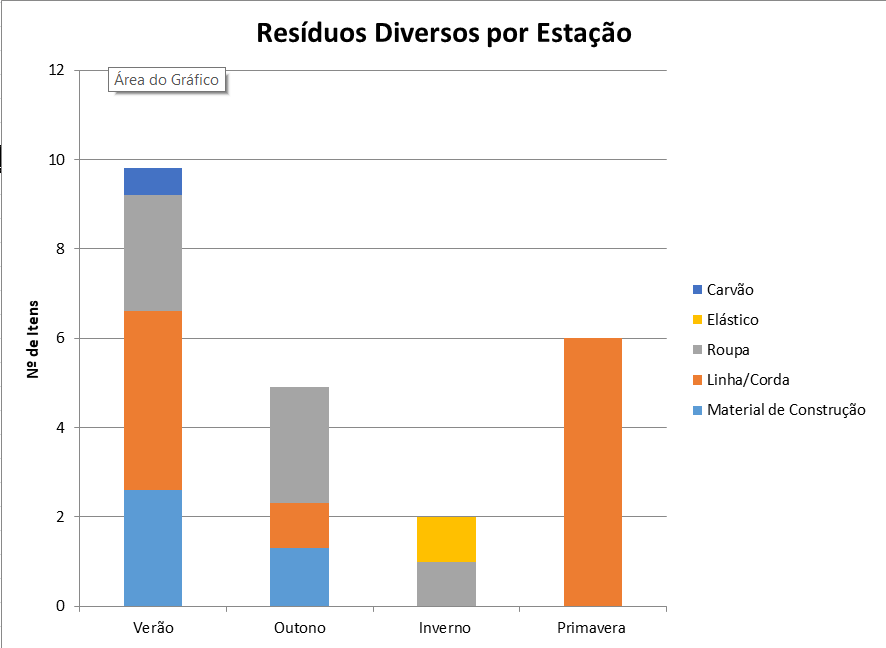 Resíduos Diversos por Estação
12
Área do Gráfico
10
8
6
4
2
0
Nº de Itens
Verão
Outono
Inverno
Primavera
Carvão
Elástico
Roupa
Linha/Corda
Material de Construção